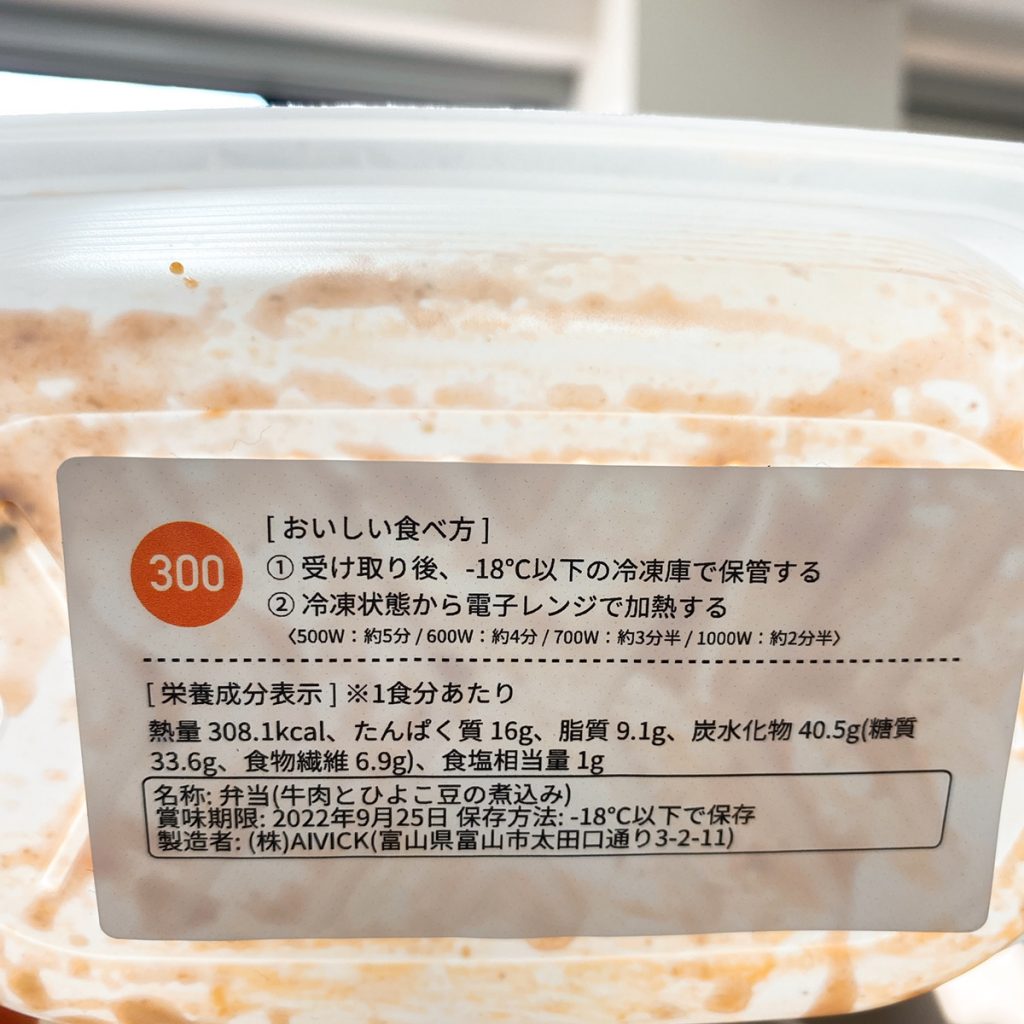 300
[ おいしい食べ方 ]
① 受け取り後、-18℃以下の冷凍庫で保管する
② 冷凍状態から電子レンジで加熱する
〈500W：約5分 / 600W：約4分 / 700W：約3分半 / 1000W：約2分半〉
[ 栄養成分表示 ] ※1食分あたり
熱量 308.1kcal、たんぱく質 16g、脂質 9.1g、炭水化物 40.5g(糖質
33.6g、食物繊維 6.9g)、食塩相当量 1g
名称: 弁当(牛肉とひよこ豆の煮込み)
賞味期限: 2022年9月25日 保存方法: -18℃以下で保存
製造者: (株)AIVICK(富山県富山市太田口通り3-2-11)